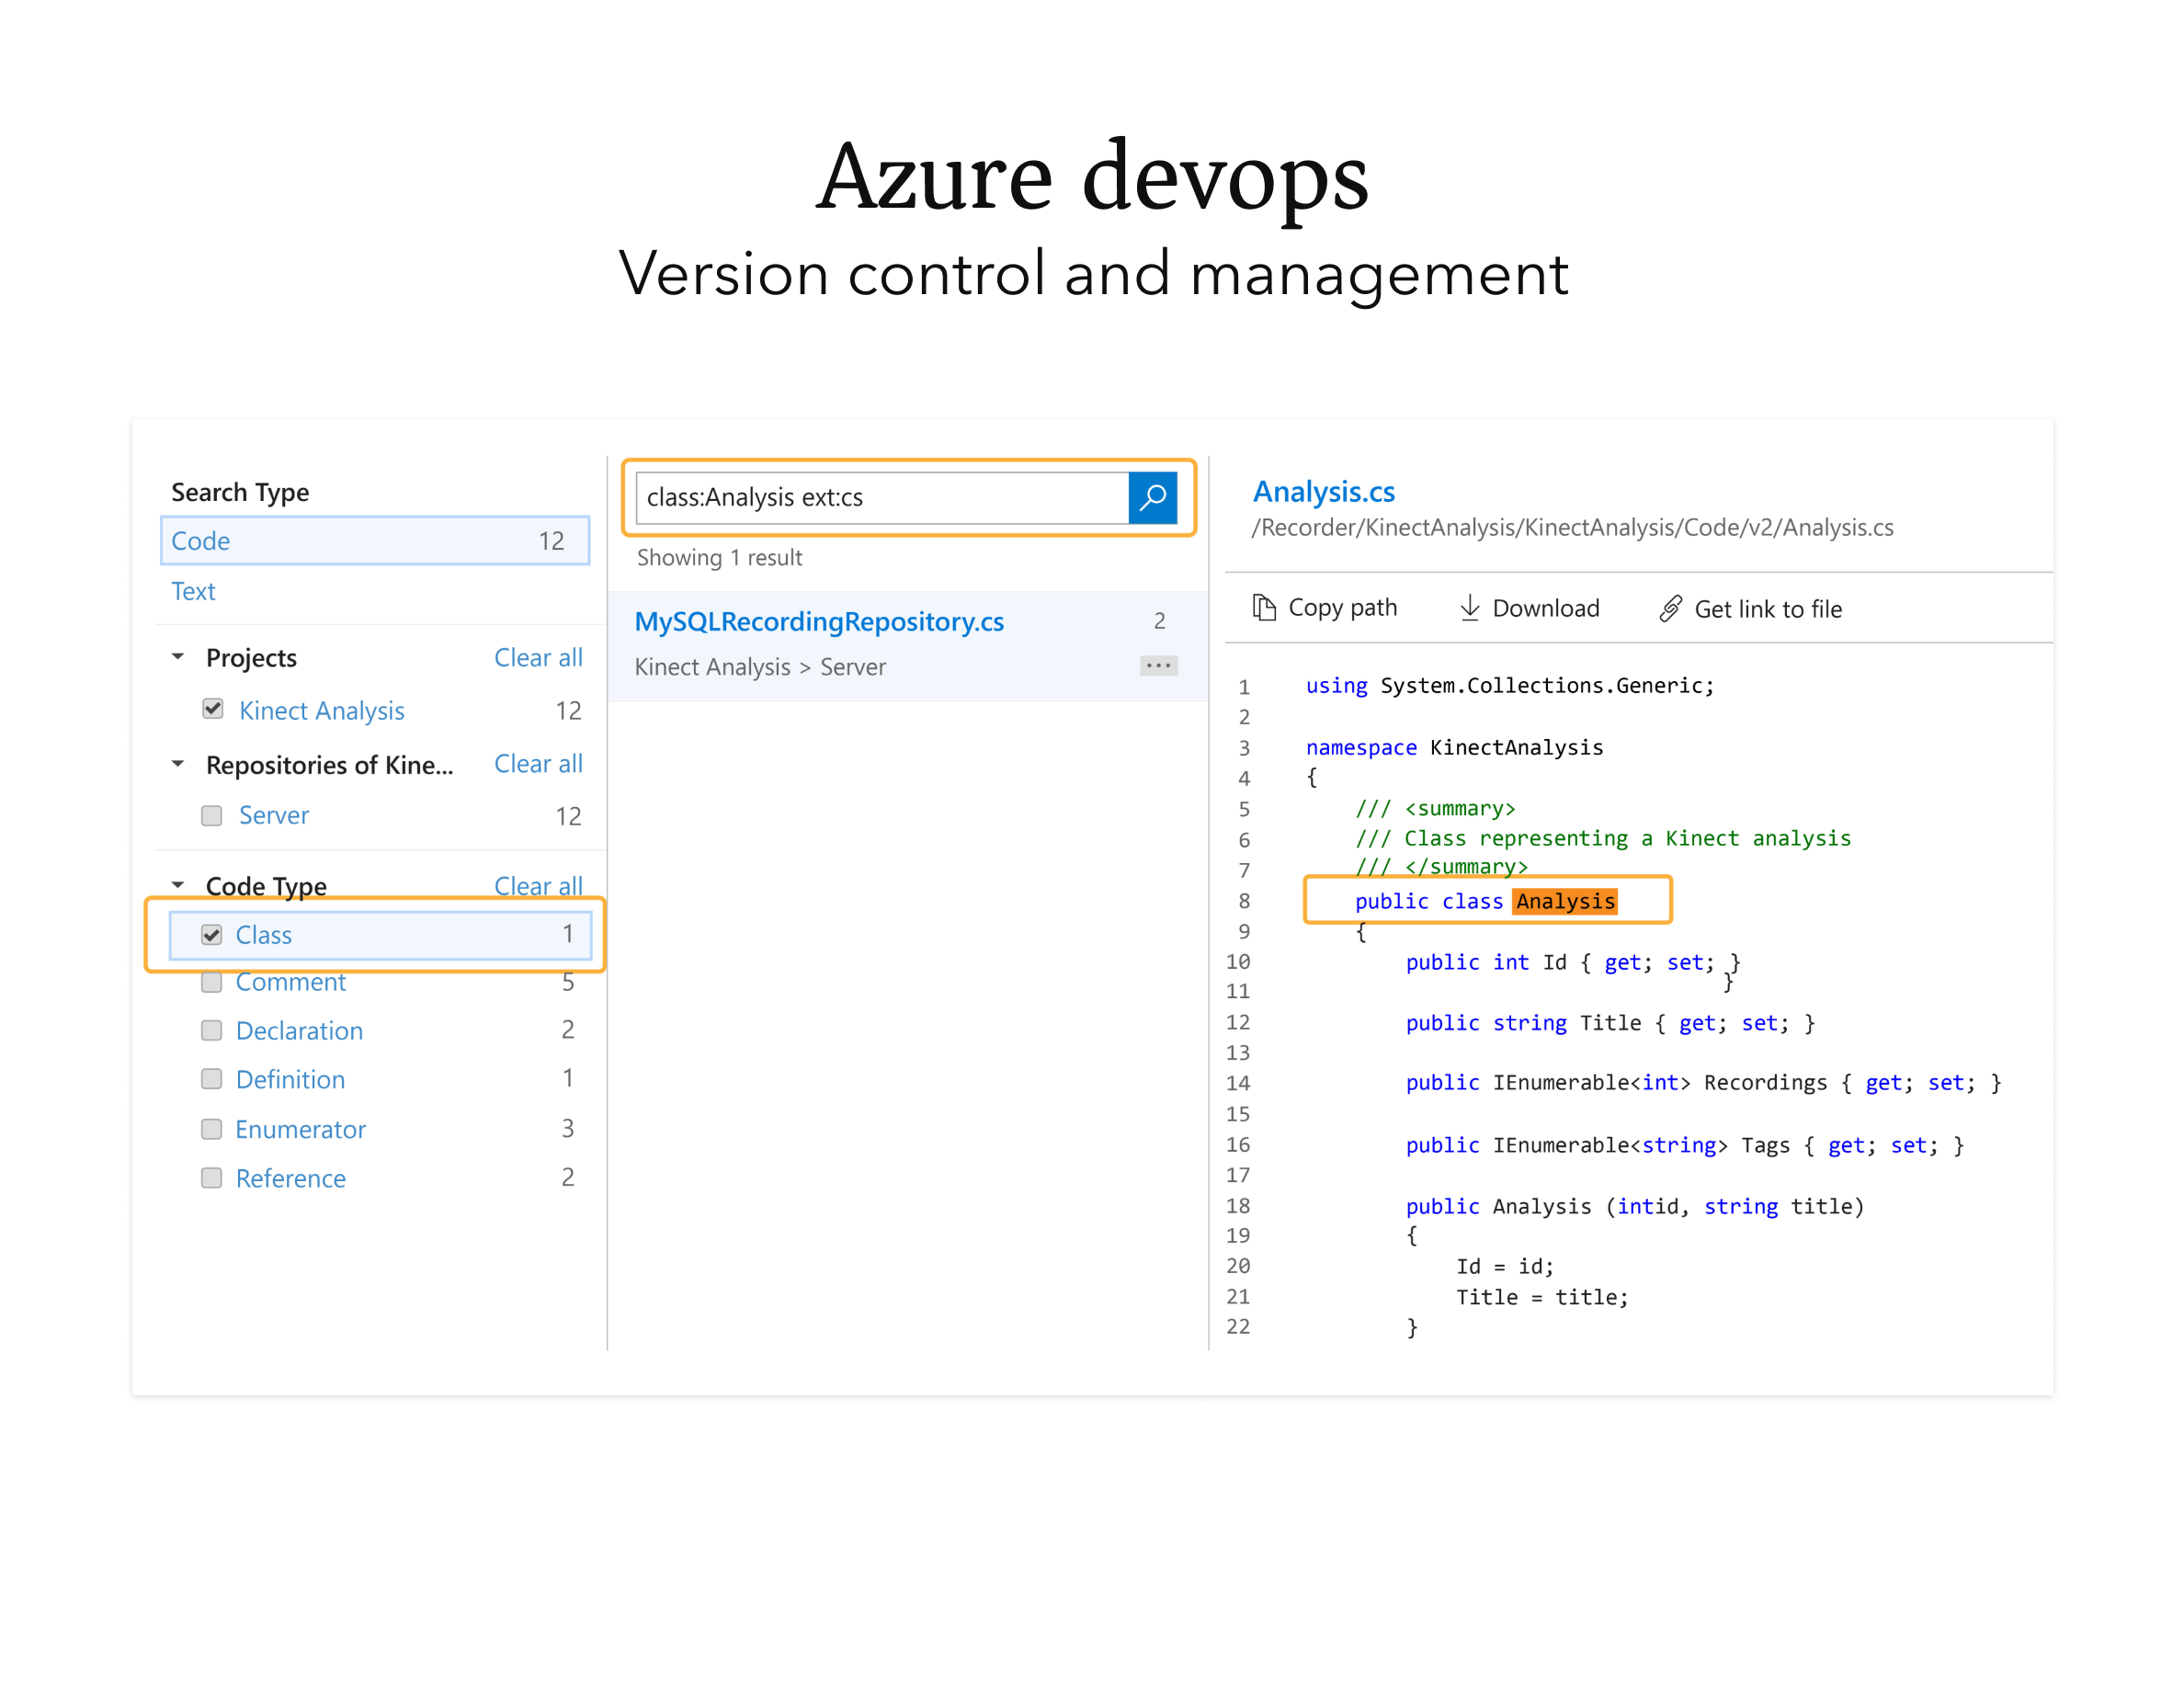 Azure devops
Version control and management
Search Type
Code 12
Text
Projects Clear all
Kinect Analysis 12
Repositories of Kine... Clear all
Server 12
Code Type Clear all
Class 1
Comment 5
Declaration 2
Definition 1
Enumerator 3
Reference 2
class:Analysis ext:cs
Showing 1 result
MySQLRecordingRepository.cs 2
Kinect Analysis > Server ...
Analysis.cs
/Recorder/KinectAnalysis/KinectAnalysis/Code/v2/Analysis.cs
Copy path Download Get link to file
1 using System.Collections.Generic;
2
3 namespace KinectAnalysis
4 {
5 /// <summary>
6 /// Class representing a Kinect analysis
7 /// </summary>
8 public class Analysis
9 {
10 public int Id { get; set; }
11 }
12 public string Title { get; set; }
13
14 public IEnumerable<int> Recordings { get; set; }
15
16 public IEnumerable<string> Tags { get; set; }
17
18 public Analysis (intid, string title)
19 {
20 Id = id;
21 Title = title;
22 }